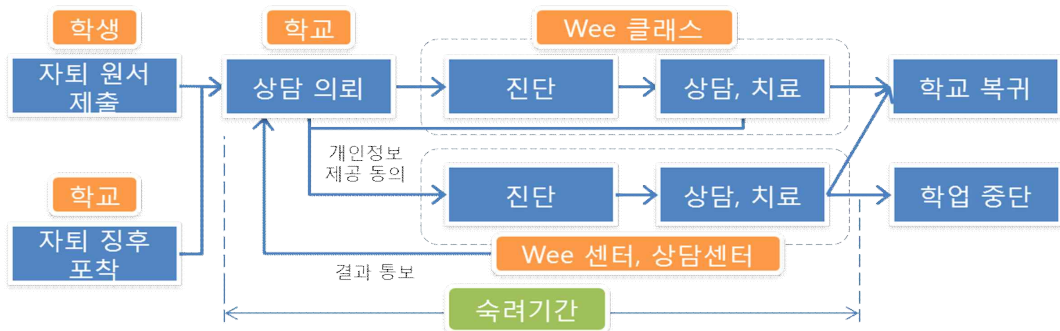 학생
학교
Wee 클래스
자퇴 원서
제출
상담 의뢰
진단
상담, 치료
학교 복귀
개인정보
제공 동의
학교
자퇴 징후
포착
진단
상담, 치료
학업 중단
Wee 센터, 상담센터
결과 통보
숙려기간